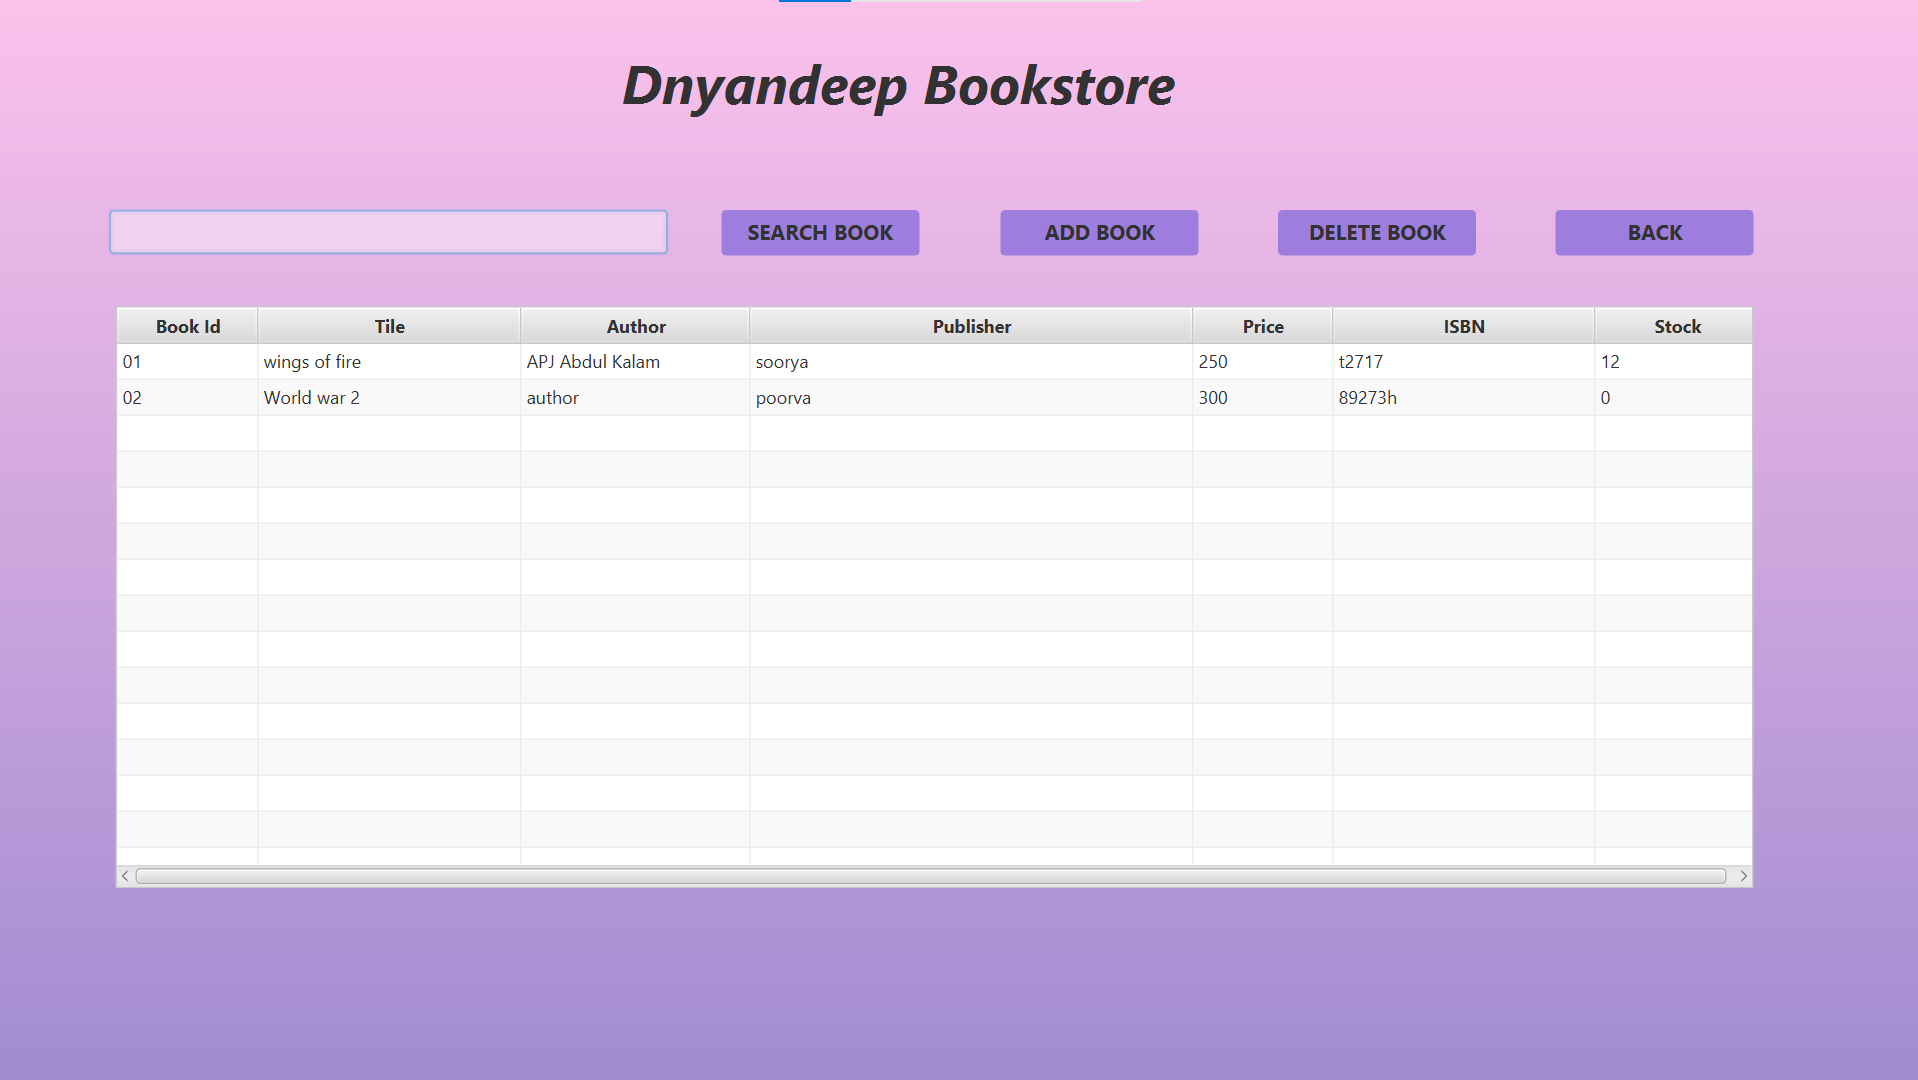 Dnyandeep Bookstore
SEARCH BOOK ADD BOOK DELETE BOOK BACK
Book Id Tile Author Publisher Price ISBN Stock
01 wings of fire APJ Abdul Kalam soorya 250 t2717 12
02 World war 2 author poorva 300 89273h 0